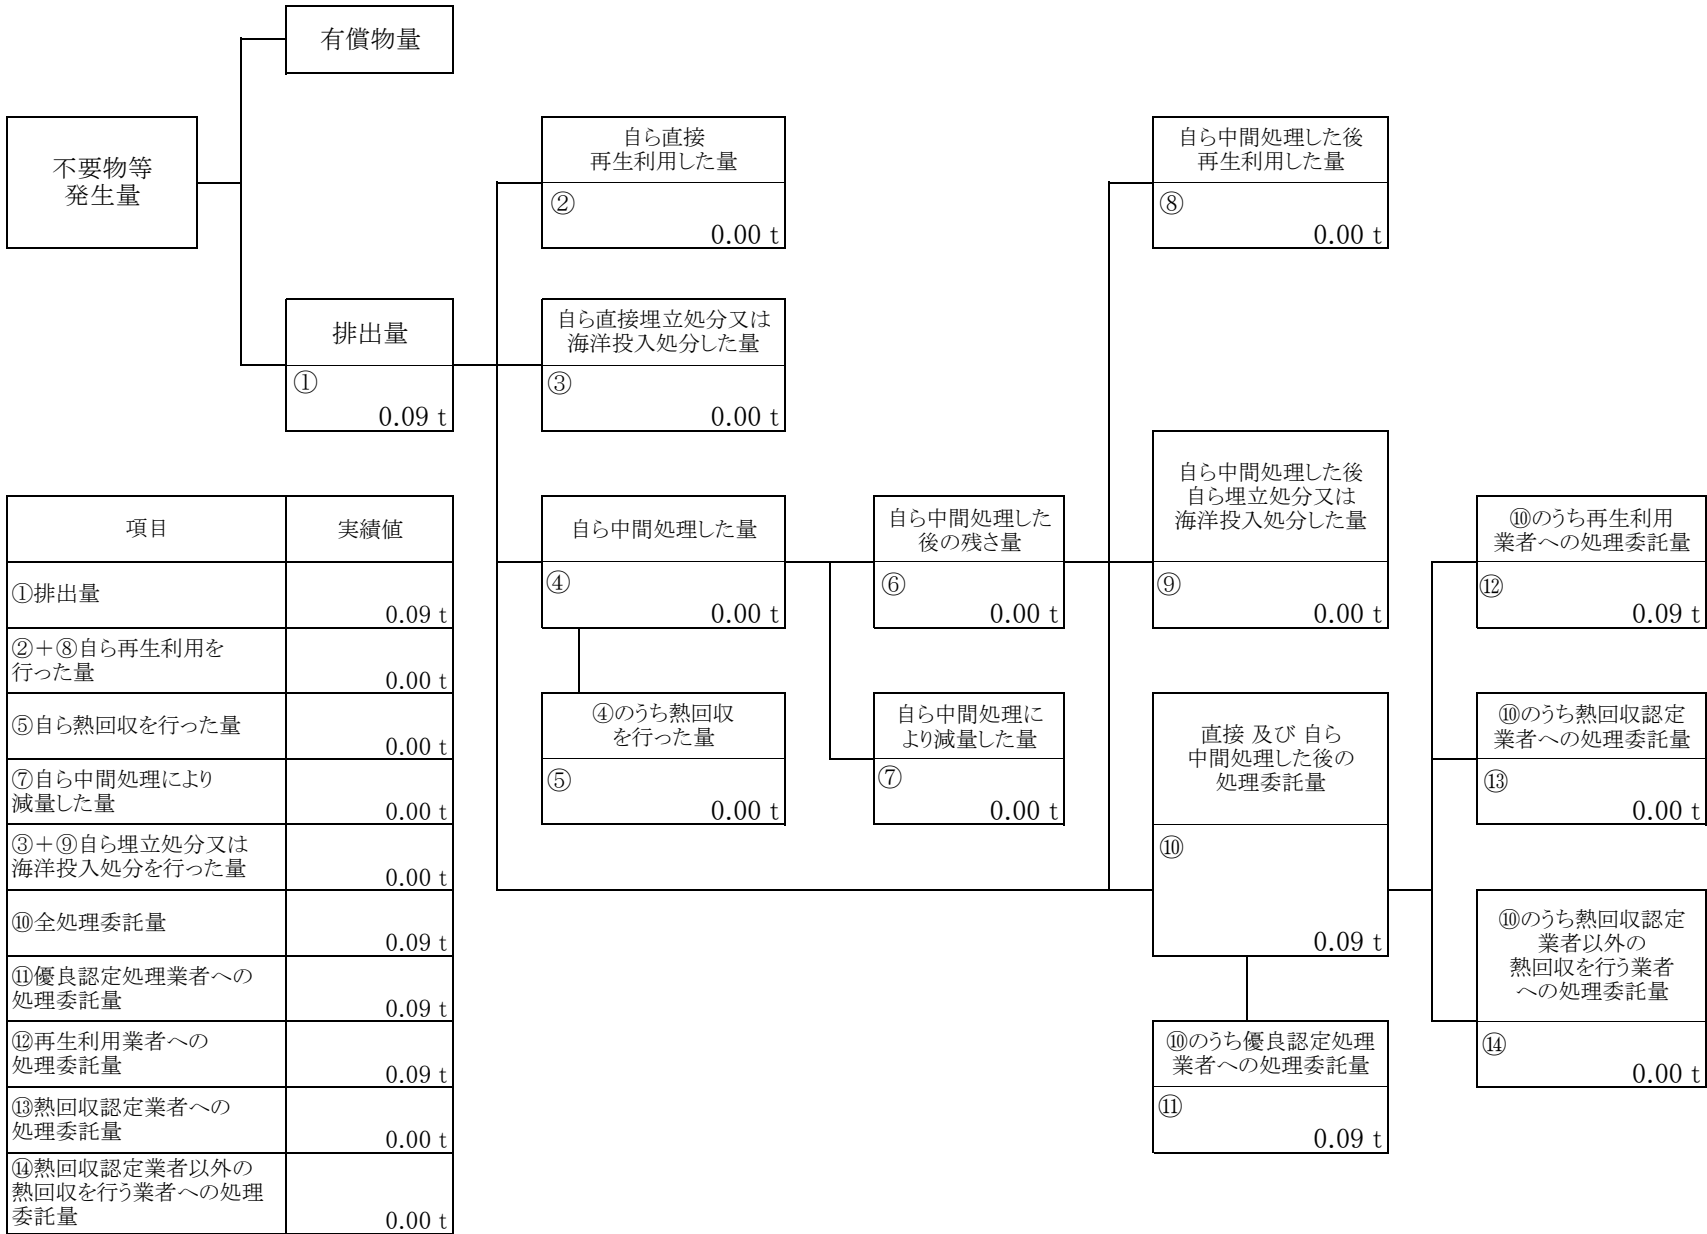 有償物量
不要物等
発生量
自ら直接
再生利用した量
②
0.00 t
自ら中間処理した後
再生利用した量
⑧
0.00 t
排出量
①
0.09 t
自ら直接埋立処分又は
海洋投入処分した量
③
0.00 t
自ら中間処理した量
④
0.00 t
自ら中間処理した
後の残さ量
⑥
0.00 t
自ら中間処理した後
自ら埋立処分又は
海洋投入処分した量
⑨
0.00 t
⑩のうち再生利用
業者への処理委託量
⑫
0.09 t
④のうち熱回収
を行った量
⑤
0.00 t
自ら中間処理に
より減量した量
⑦
0.00 t
直接 及び 自ら
中間処理した後の
処理委託量
⑩
0.09 t
⑩のうち熱回収認定
業者への処理委託量
⑬
0.00 t
⑩のうち熱回収認定
業者以外の
熱回収を行う業者
への処理委託量
⑭
0.00 t
⑩のうち優良認定処理
業者への処理委託量
⑪
0.09 t
項目
実績値
①排出量
0.09 t
②＋⑧自ら再生利用を
行った量
0.00 t
⑤自ら熱回収を行った量
0.00 t
⑦自ら中間処理により
減量した量
0.00 t
③＋⑨自ら埋立処分又は
海洋投入処分を行った量
0.00 t
⑩全処理委託量
0.09 t
⑪優良認定処理業者への
処理委託量
0.09 t
⑫再生利用業者への
処理委託量
0.09 t
⑬熱回収認定業者への
処理委託量
0.00 t
⑭熱回収認定業者以外の
熱回収を行う業者への処理
委託量
0.00 t